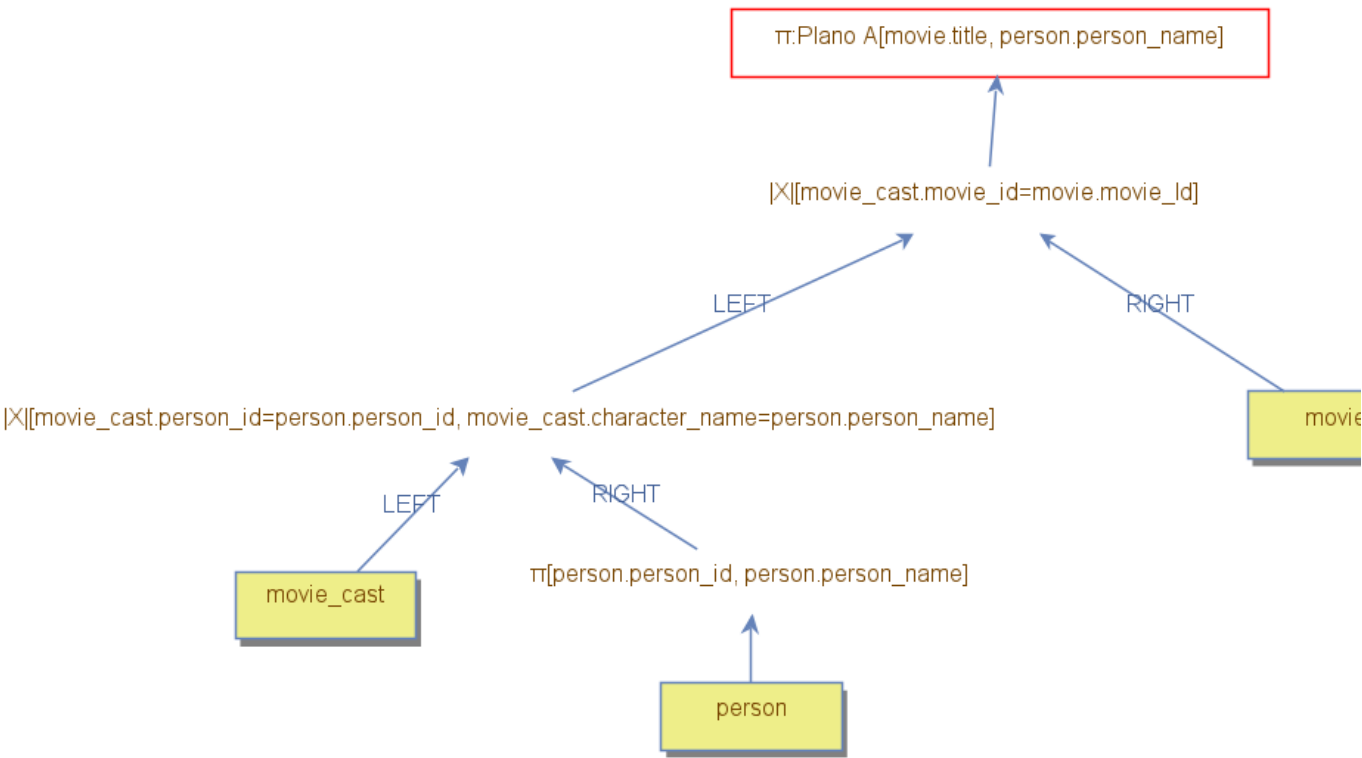 π:Plano A[movie.title, person.person_name]
|X|[movie_cast.movie_id=movie.movie_Id]
LEFT
RIGHT
|X|[movie_cast.person_id=person.person_id, movie_cast.character_name=person.person_name]
movie
LEFT
RIGHT
π[person.person_id, person.person_name]
movie_cast
person